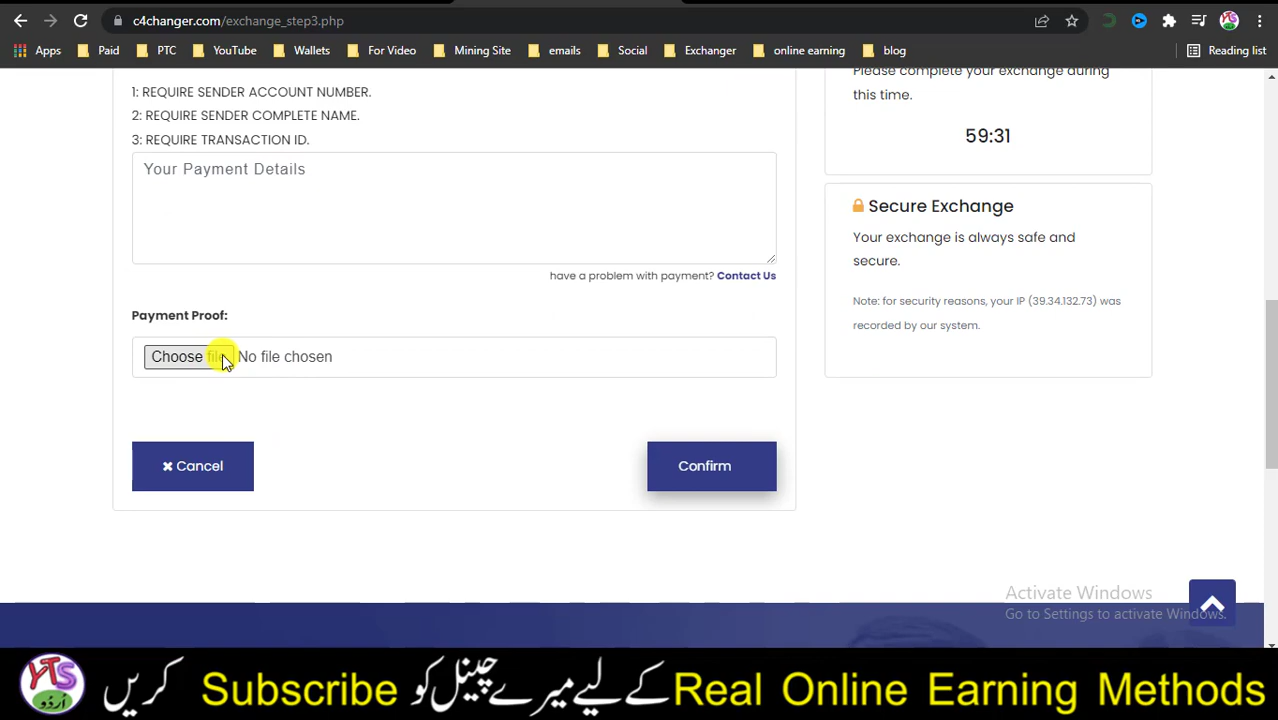 c4changer.com/exchange_step3.php
Apps Paid PTC YouTube Wallets For Video Mining Site emails Social Exchanger online earning blog Reading list
Please complete your exchange during
this time.
59:31
1: REQUIRE SENDER ACCOUNT NUMBER.
2: REQUIRE SENDER COMPLETE NAME.
3: REQUIRE TRANSACTION ID.
Your Payment Details
have a problem with payment? Contact Us
Secure Exchange
Your exchange is always safe and
secure.
Note: for security reasons, your IP (39.34.132.73) was
recorded by our system.
Payment Proof:
Choose file No file chosen
Cancel
Confirm
Activate Windows
Go to Settings to activate Windows.
YTS
اردو
Real Online Earning Methods کے لیے میرے چینل کو Subscribe کریں